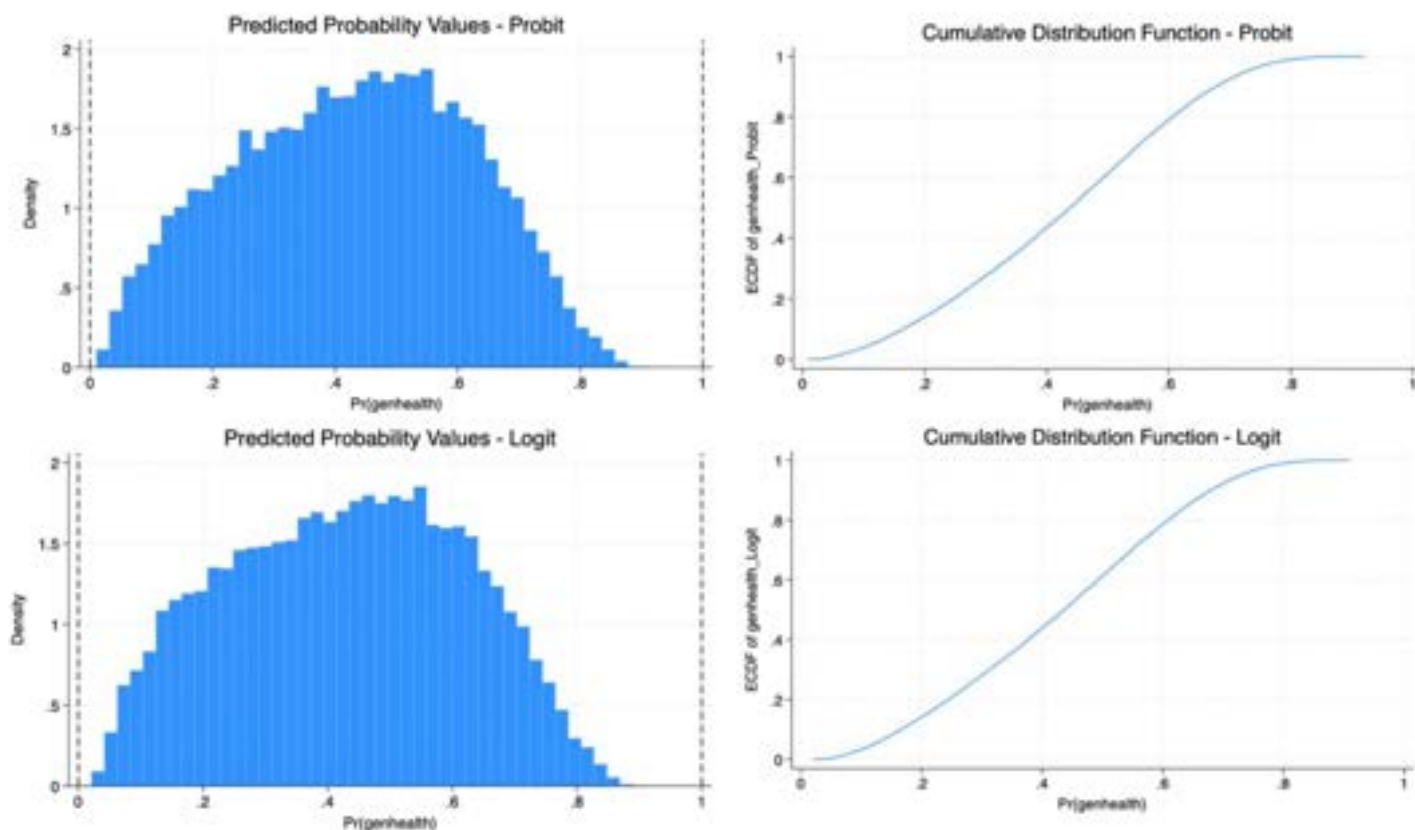 Predicted Probability Values - Probit
2
1.5
1
.5
0
Density
0 .2 .4 .6 .8 1
Pr(genhealth)
Cumulative Distribution Function - Probit
1
.8
.6
.4
.2
0
ECDF of genhealth_Probit
0 .2 .4 .6 .8 1
Pr(genhealth)
Predicted Probability Values - Logit
2
1.5
1
.5
0
Density
0 .2 .4 .6 .8 1
Pr(genhealth)
Cumulative Distribution Function - Logit
1
.8
.6
.4
.2
0
ECDF of genhealth_Logit
0 .2 .4 .6 .8 1
Pr(genhealth)